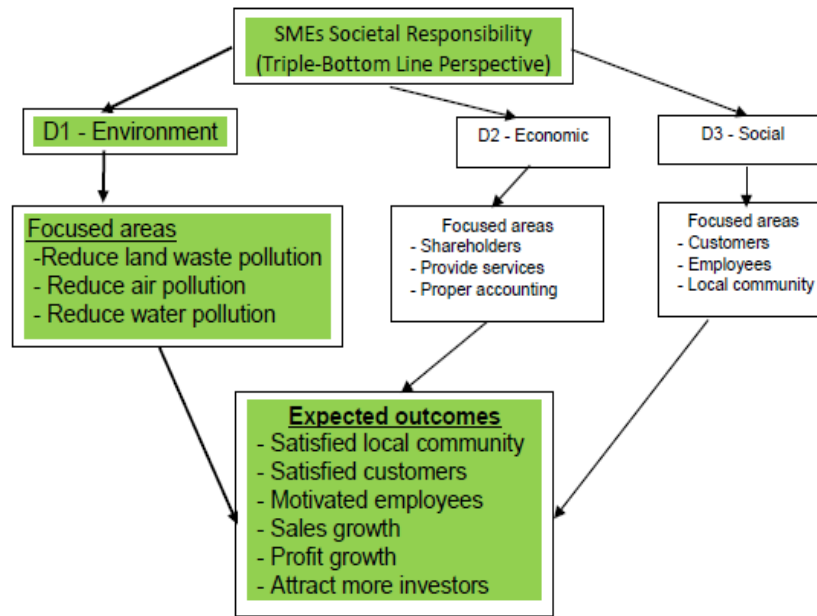 SMEs Societal Responsibility
(Triple-Bottom Line Perspective)
D1 - Environment
D2 - Economic
D3 - Social
Focused areas
-Reduce land waste pollution
- Reduce air pollution
- Reduce water pollution
Focused areas
- Shareholders
- Provide services
- Proper accounting
Focused areas
- Customers
- Employees
- Local community
Expected outcomes
- Satisfied local community
- Satisfied customers
- Motivated employees
- Sales growth
- Profit growth
- Attract more investors